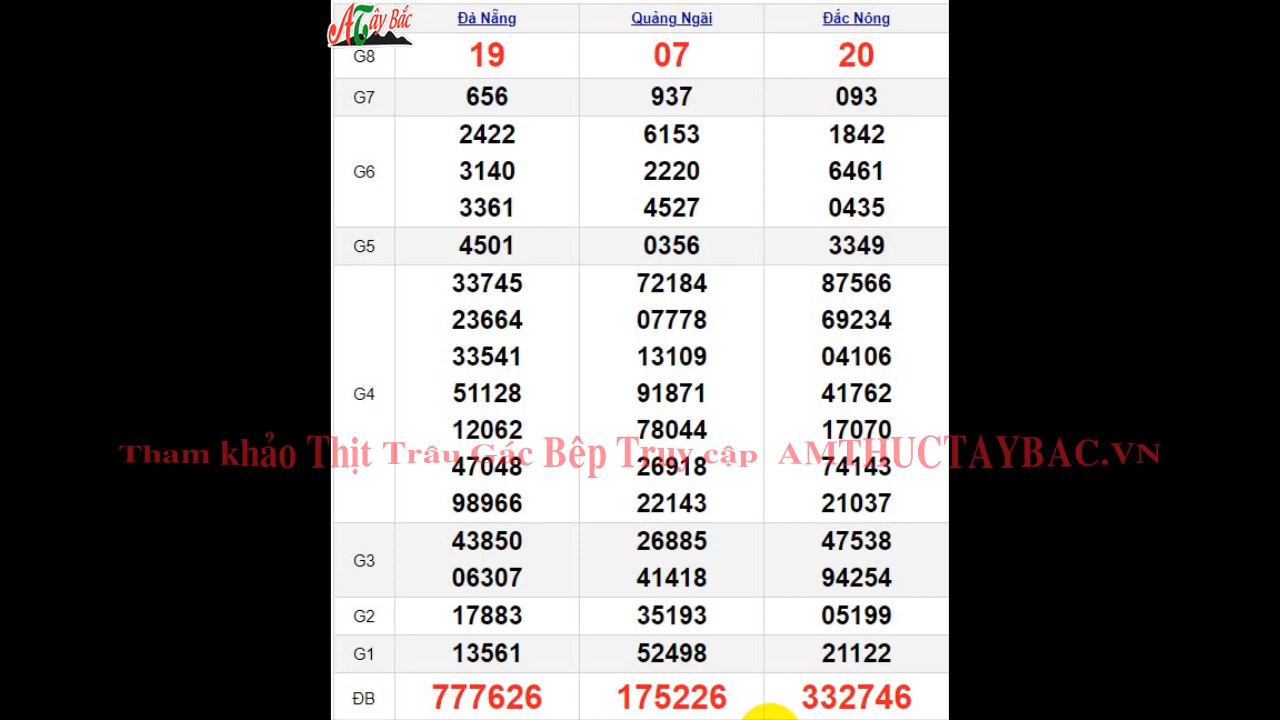 ATây Bắc
Đà Nẵng Quảng Ngãi Đắc Nông
G8 19 07 20
G7 656 937 093
2422 6153 1842
G6 3140 2220 6461
3361 4527 0435
G5 4501 0356 3349
33745 72184 87566
23664 07778 69234
33541 13109 04106
G4 51128 91871 41762
12062 78044 17070
Tham khảo Thịt Trâu Gác Bêp Truy cập AMTHUCTAYBAC.VN
47048 26918 74143
98966 22143 21037
43850 26885 47538
G3
06307 41418 94254
G2 17883 35193 05199
G1 13561 52498 21122
ĐB 777626 175226 332746